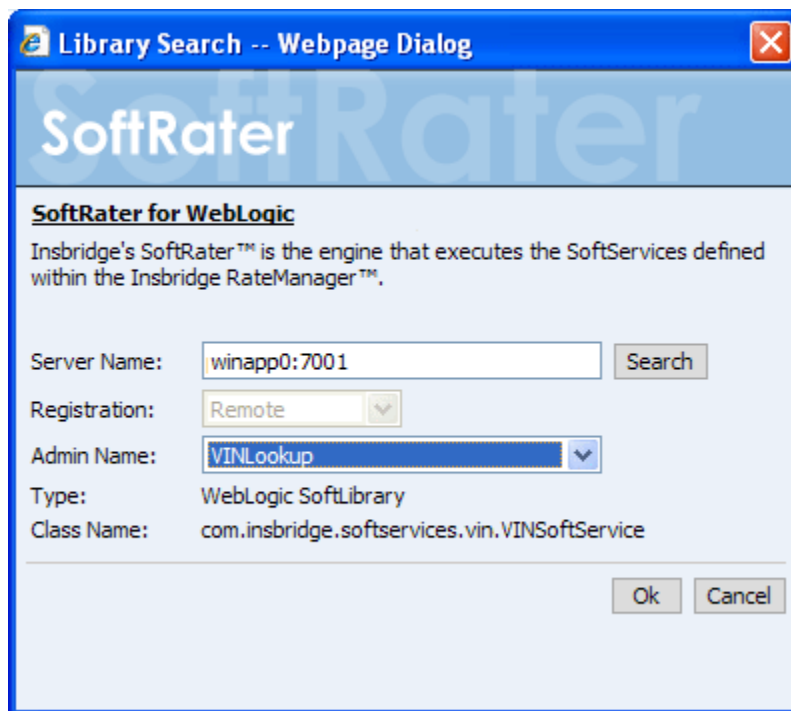 Library Search -- Webpage Dialog
SoftRater
SoftRater
SoftRater for WebLogic
Insbridge's SoftRater™ is the engine that executes the SoftServices defined
within the Insbridge RateManager™.
Server Name: winapp0:7001 Search
Registration: Remote
Admin Name: VINLookup
Type: WebLogic SoftLibrary
Class Name: com.insbridge.softservices.vin.VINSoftService
Ok Cancel